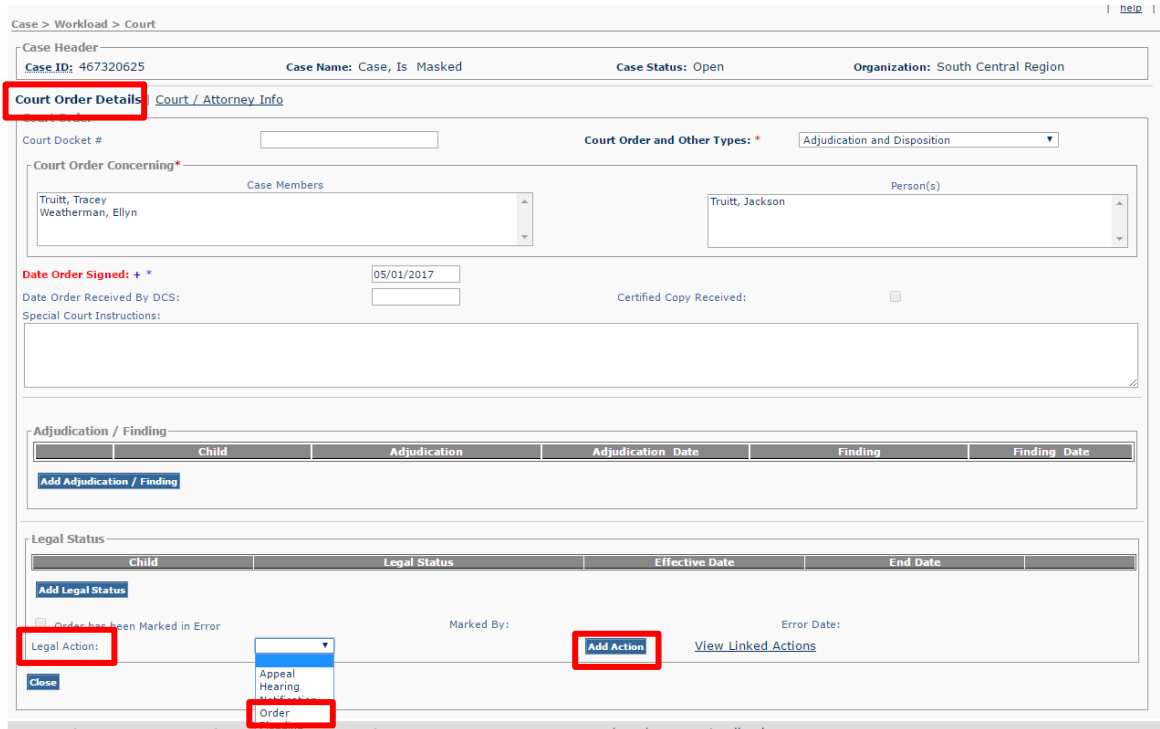 | help |
Case > Workload > Court
Case Header
Case ID: 467320625 Case Name: Case, Is Masked Case Status: Open Organization: South Central Region
Court Order Details | Court / Attorney Info
Court Order
Court Docket # Court Order and Other Types: * Adjudication and Disposition
Court Order Concerning*
Case Members Person(s)
Truitt, Tracey Truitt, Jackson
Weatherman, Ellyn
Date Order Signed: + * 05/01/2017
Date Order Received By DCS: Certified Copy Received:
Special Court Instructions:
Adjudication / Finding
Child Adjudication Adjudication Date Finding Finding Date
Add Adjudication / Finding
Legal Status
Child Legal Status Effective Date End Date
Add Legal Status
Order has been Marked in Error Marked By: Error Date:
Legal Action: Add Action View Linked Actions
Appeal
Close
Hearing
Notification
Order